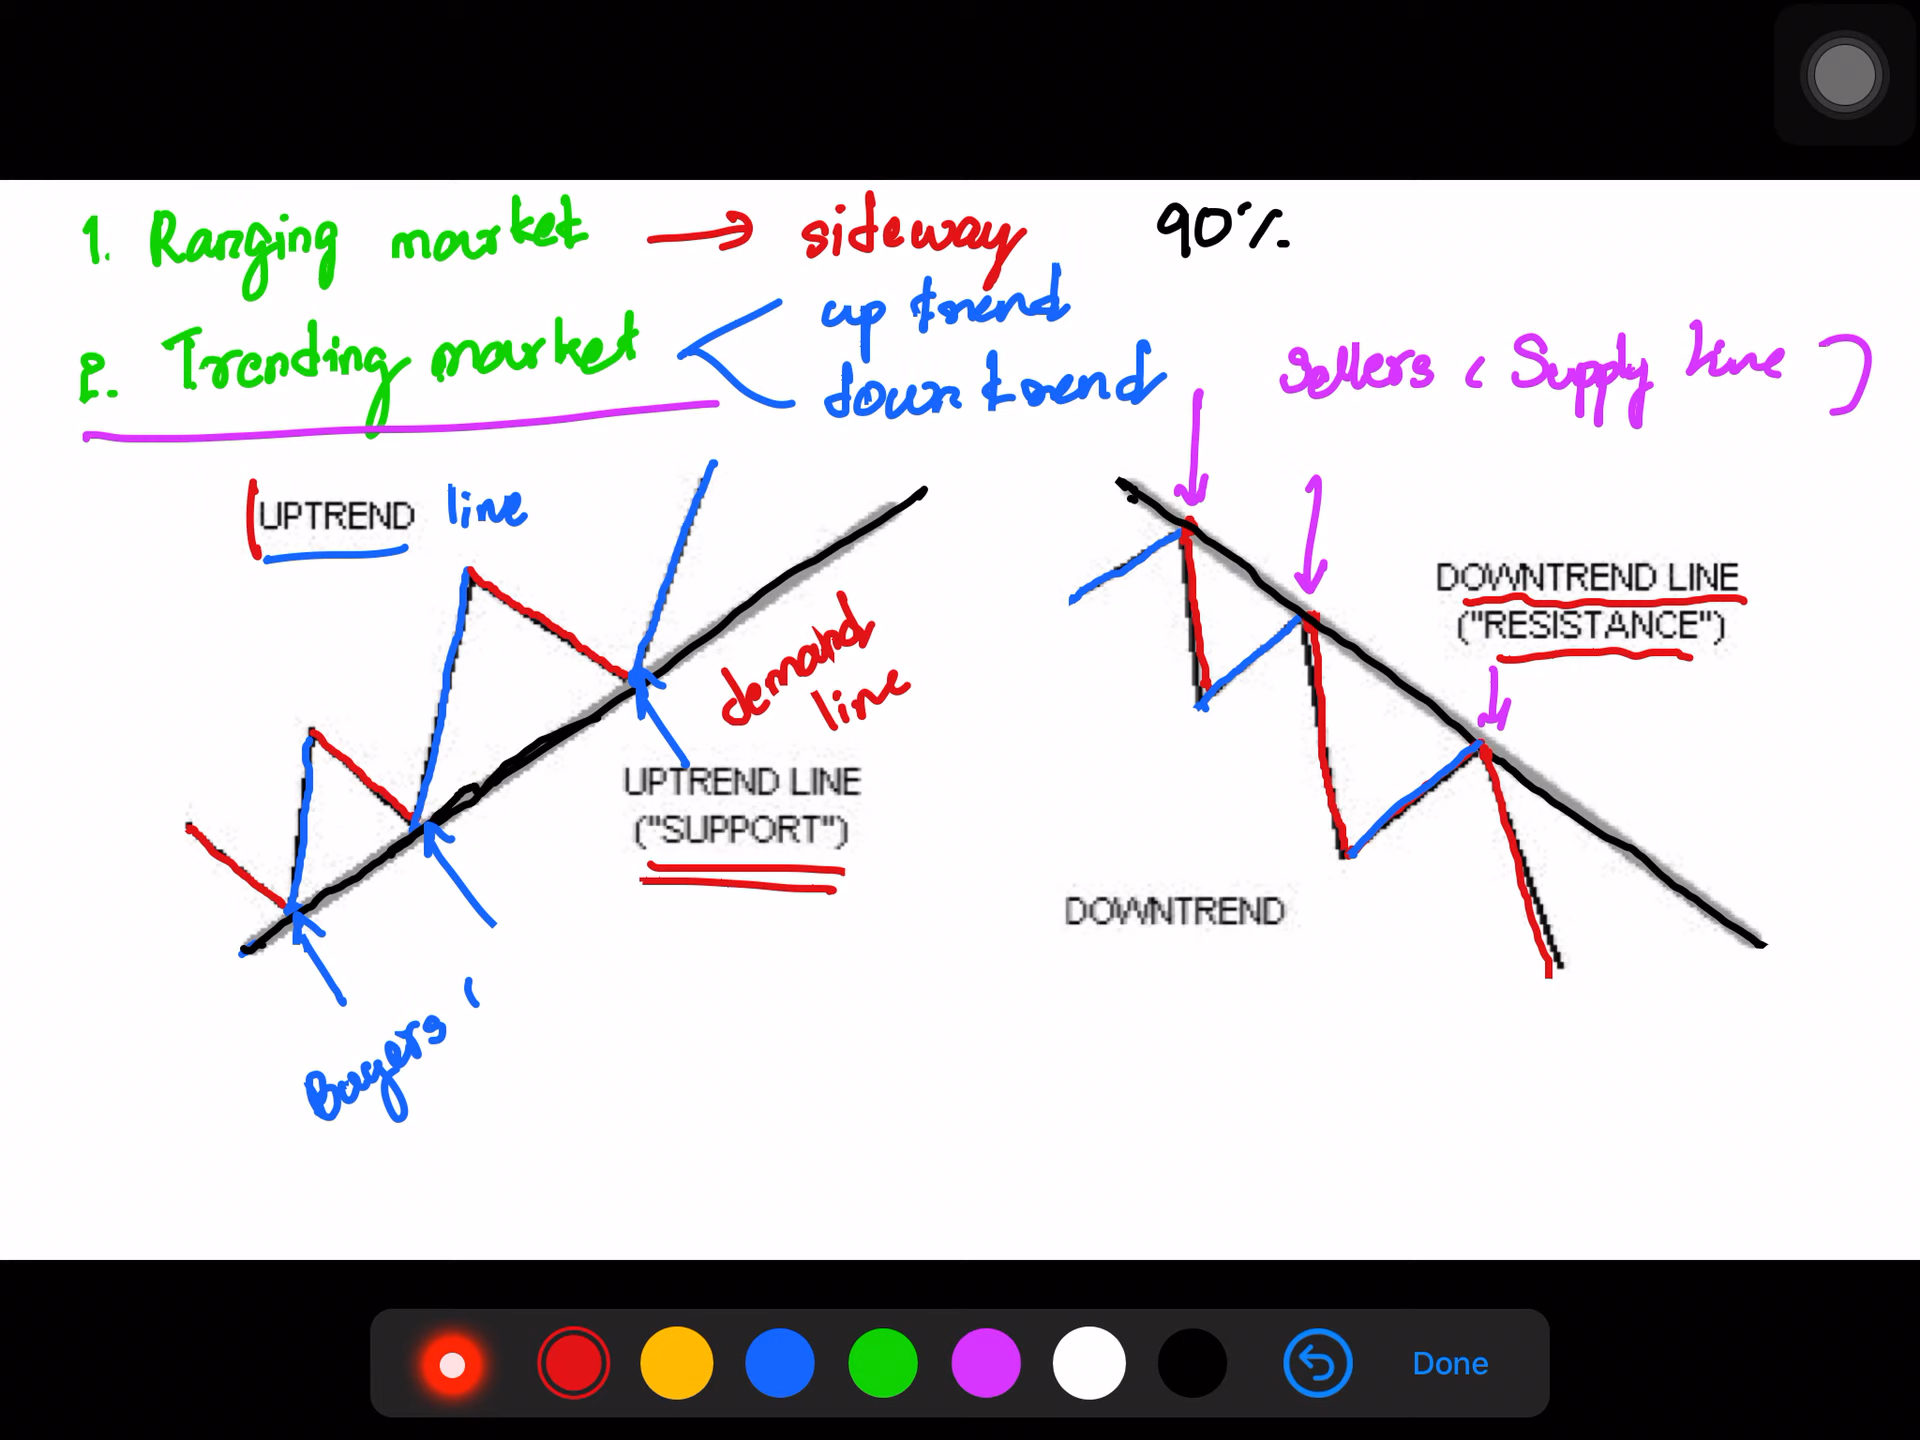 1. Ranging market → sideway 90%
2. Trending market < up trend
down trend
Sellers ( Supply Line )
UPTREND line
DOWNTREND LINE
("RESISTANCE")
demand
line
UPTREND LINE
("SUPPORT")
DOWNTREND
Buyers (
Done